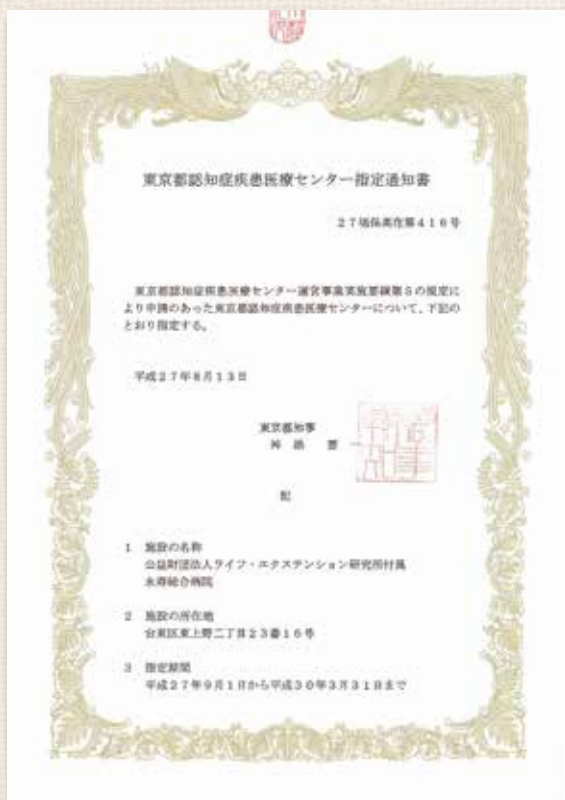 東京都認知症疾患医療センター指定通知書
27福保高在第416号
東京都認知症疾患医療センター運営事業実施要綱第5の規定に
より申請のあった東京都認知症疾患医療センターについて、下記の
とおり指定する。
平成27年8月13日
東京都知事
舛添 要一
記
1 施設の名称
公益財団法人ライフ・エクステンション研究所付属
永寿総合病院
2 施設の所在地
台東区東上野二丁目23番16号
3 指定期間
平成27年9月1日から平成30年3月31日まで